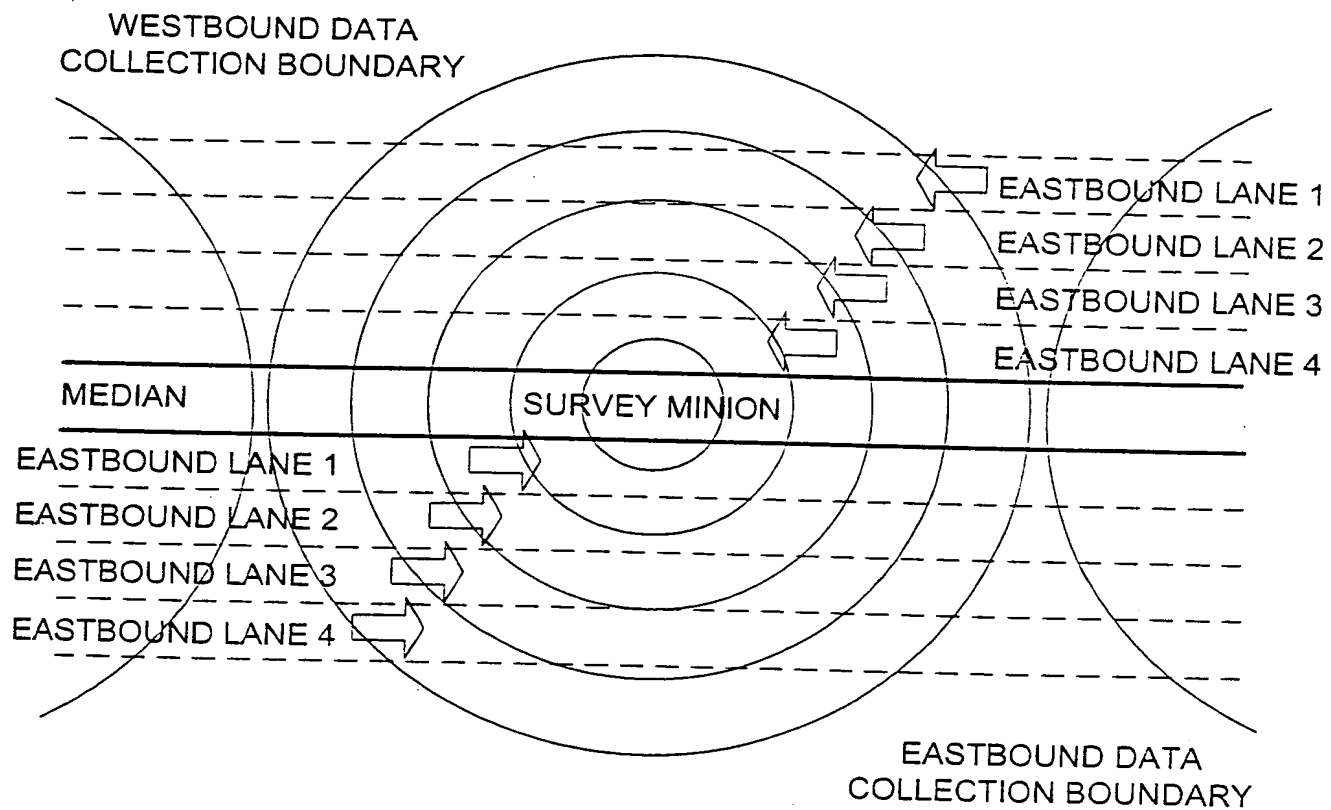 WESTBOUND DATA
COLLECTION BOUNDARY
EASTBOUND LANE 1
EASTBOUND LANE 2
EASTBOUND LANE 3
EASTBOUND LANE 4
MEDIAN
SURVEY MINION
EASTBOUND LANE 1
EASTBOUND LANE 2
EASTBOUND LANE 3
EASTBOUND LANE 4
EASTBOUND DATA
COLLECTION BOUNDARY